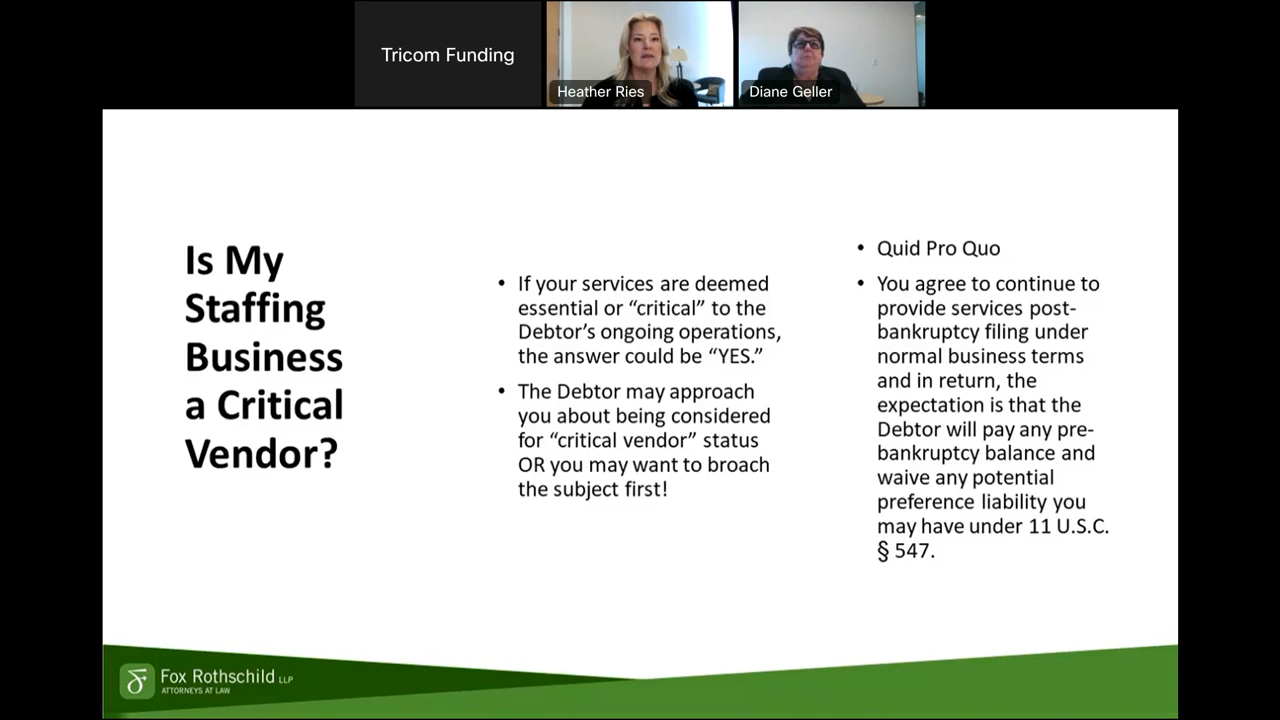 Tricom Funding
Heather Ries
Diane Geller
Is My
Staffing
Business
a Critical
Vendor?
• If your services are deemed
essential or “critical” to the
Debtor’s ongoing operations,
the answer could be “YES.”
• The Debtor may approach
you about being considered
for “critical vendor” status
OR you may want to broach
the subject first!
• Quid Pro Quo
• You agree to continue to
provide services post-
bankruptcy filing under
normal business terms
and in return, the
expectation is that the
Debtor will pay any pre-
bankruptcy balance and
waive any potential
preference liability you
may have under 11 U.S.C.
§ 547.
Fox Rothschild LLP
ATTORNEYS AT LAW